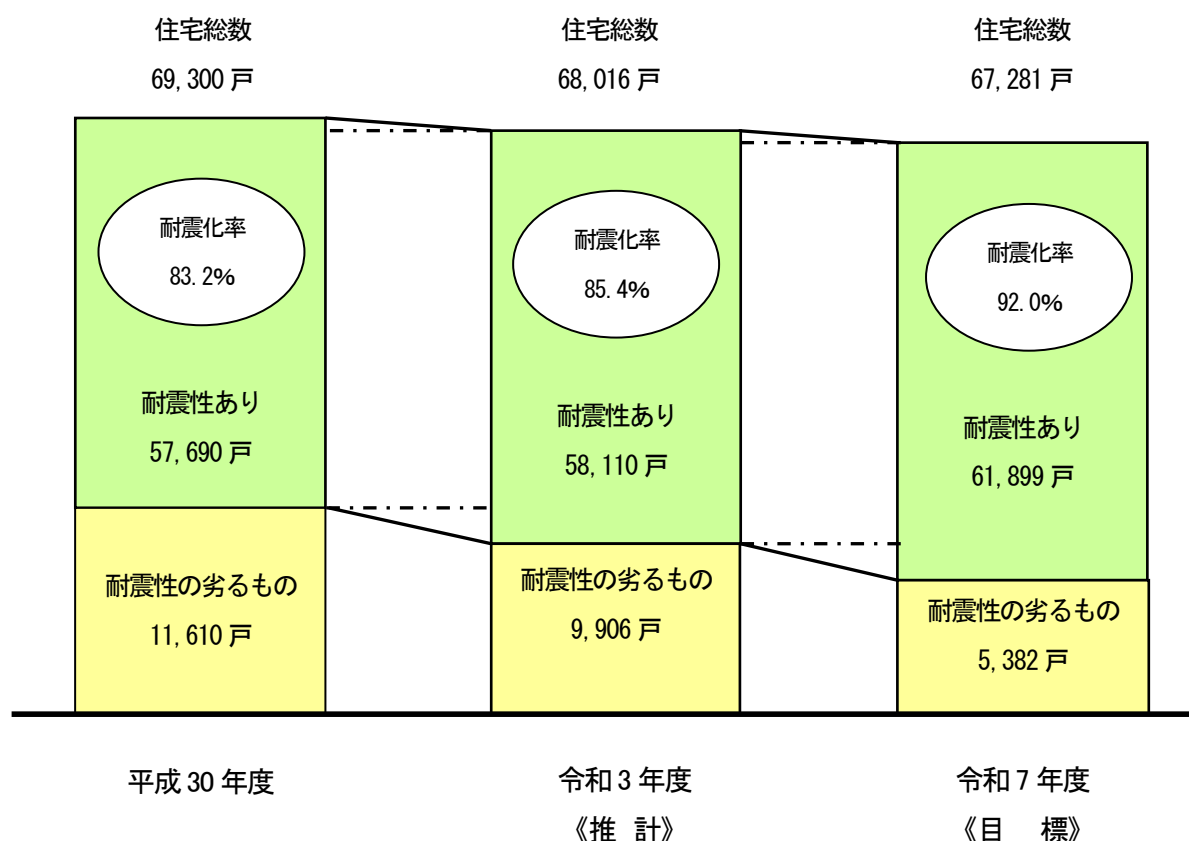 住宅総数
69,300 戸
耐震化率
83.2%
耐震性あり
57,690 戸
耐震性の劣るもの
11,610 戸
平成 30 年度
住宅総数
68,016 戸
耐震化率
85.4%
耐震性あり
58,110 戸
耐震性の劣るもの
9,906 戸
令和 3 年度
《推 計》
住宅総数
67,281 戸
耐震化率
92.0%
耐震性あり
61,899 戸
耐震性の劣るもの
5,382 戸
令和 7 年度
《目 標》